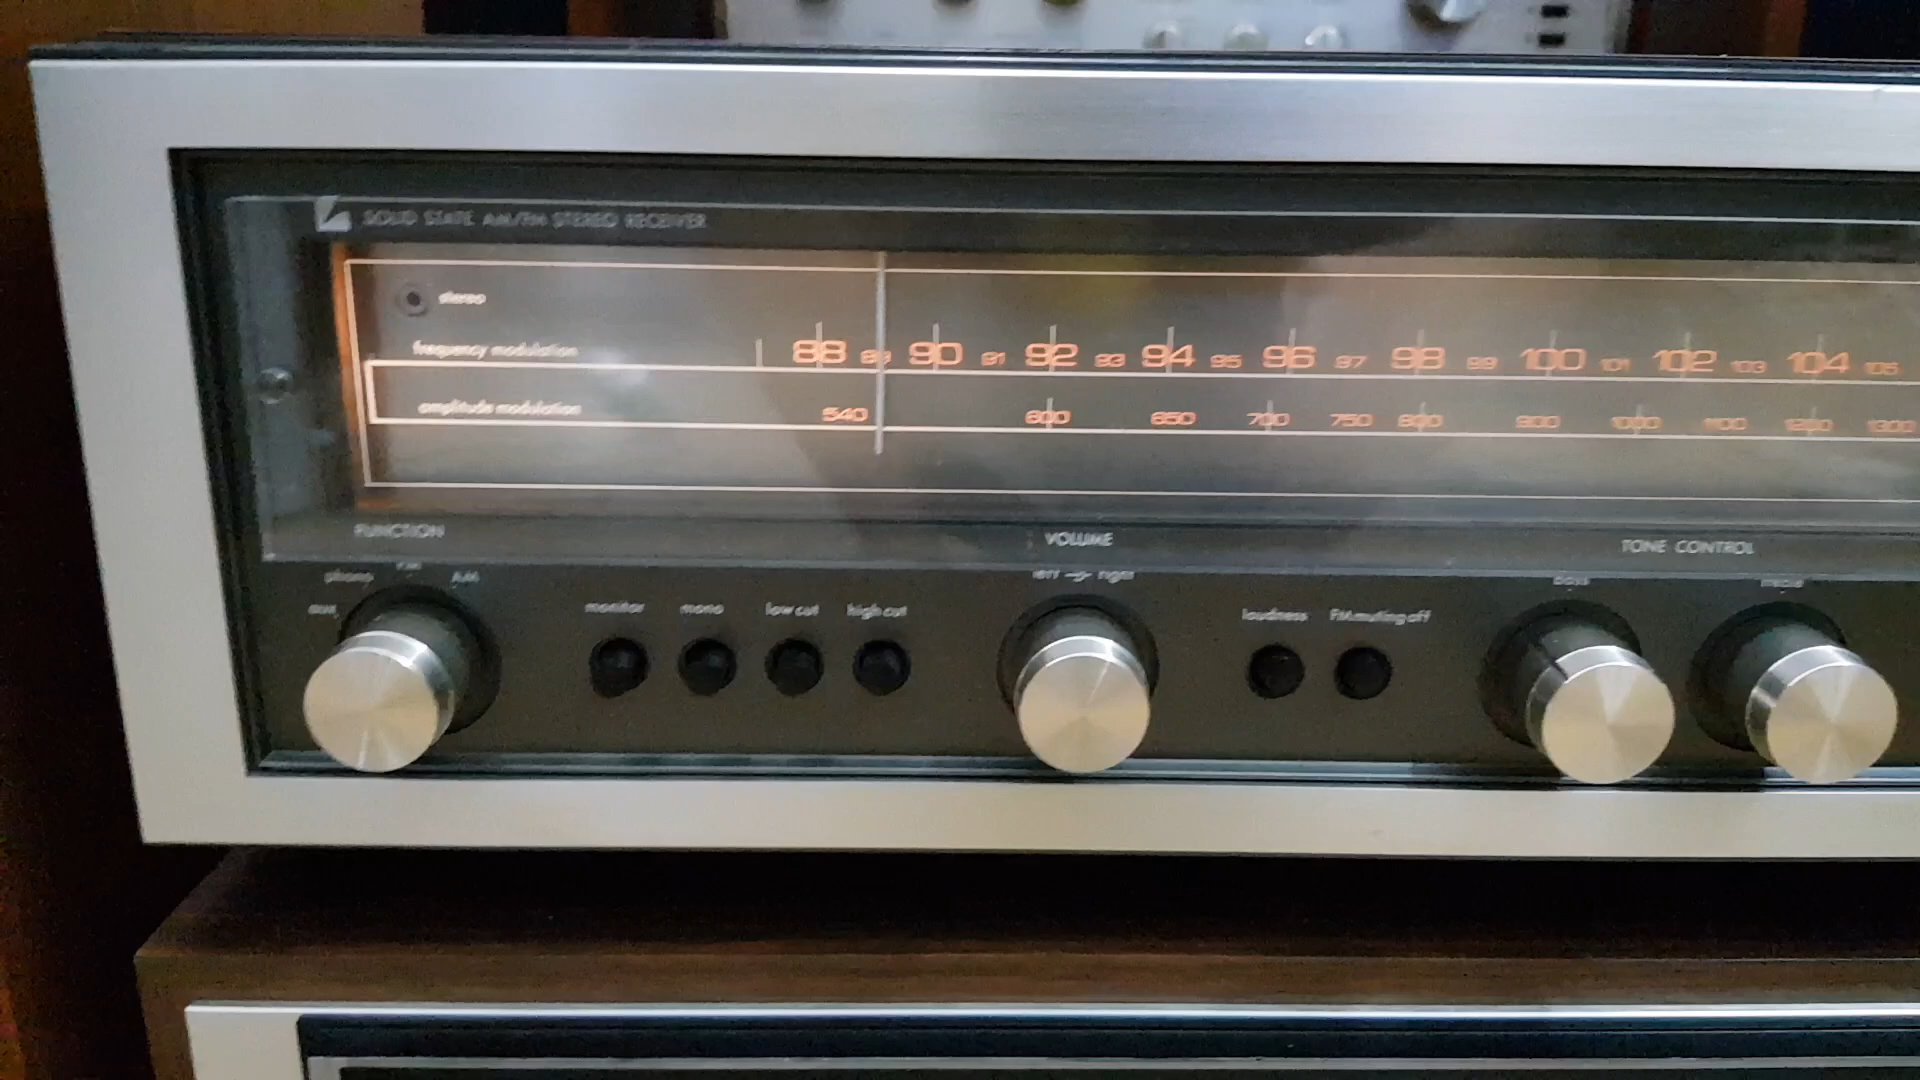 SOLID STATE AM/FM STEREO RECEIVER
stereo
frequency modulation 88 89 90 91 92 93 94 95 96 97 98 99 100 101 102 103 104 105
amplitude modulation 540 600 650 700 750 800 900 1000 1100 1200 1300
FUNCTION VOLUME TONE CONTROL
phono FM AM left right bass treble
aux monitor mono low cut high cut loudness FM muting off